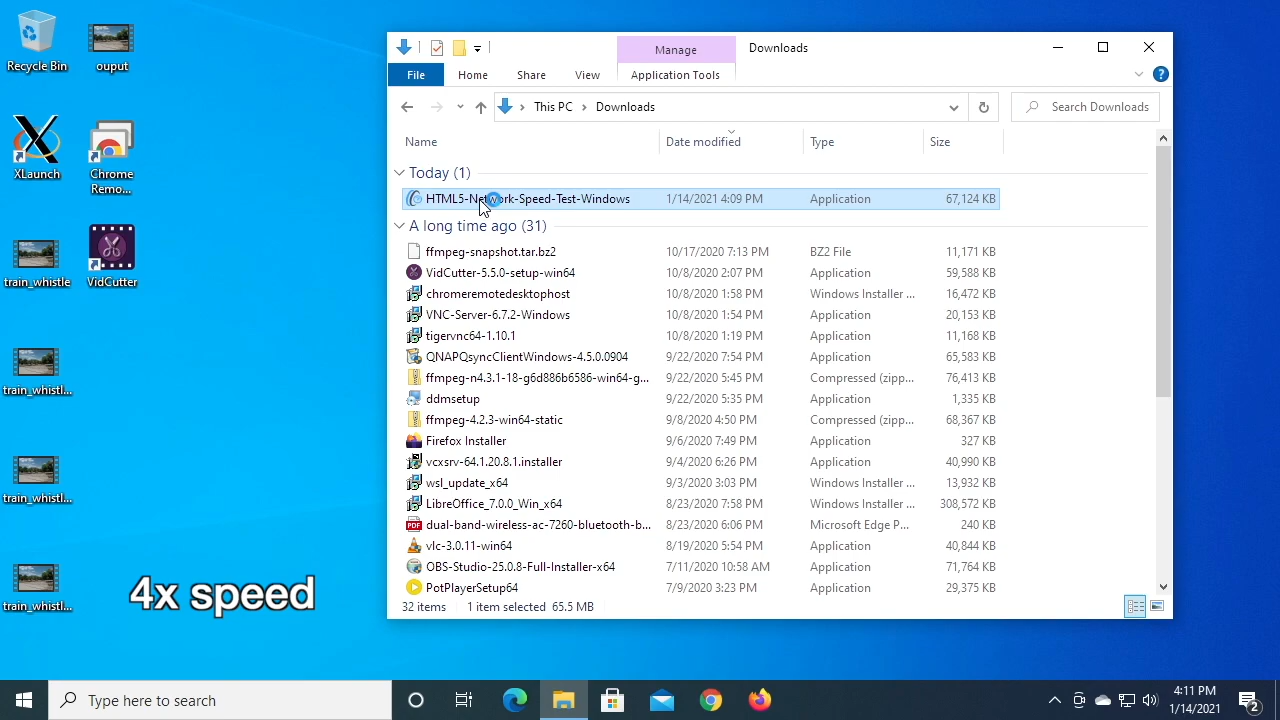 Recycle Bin
ouput
XLaunch
Chrome
Remo...
train_whistle
VidCutter
train_whistl...
train_whistl...
train_whistl...
4x speed
Manage
Downloads
File
Home
Share
View
Application Tools
This PC > Downloads
Search Downloads
Name
Date modified
Type
Size
Today (1)
HTML5-Network-Speed-Test-Windows 1/14/2021 4:09 PM Application 67,124 KB
A long time ago (31)
ffmpeg-snapshot.tar.bz2 10/17/2020 7:13 PM BZ2 File 11,171 KB
VidCutter-5.5.0-setup-win64 10/8/2020 2:07 PM Application 59,588 KB
chromeremotedesktophost 10/8/2020 1:58 PM Windows Installer ... 16,472 KB
VNC-Server-6.7.2-Windows 10/8/2020 1:54 PM Application 20,153 KB
tigervnc64-1.10.1 10/8/2020 1:19 PM Application 11,168 KB
QNAPQsyncClientWindows-4.5.0.0904 9/22/2020 7:54 PM Application 65,583 KB
ffmpeg-n4.3.1-18-g6d886b6586-win64-g... 9/22/2020 5:45 PM Compressed (zipp... 76,413 KB
ddmsetup 9/22/2020 5:35 PM Application 1,335 KB
ffmpeg-4.2.3-win64-static 9/8/2020 4:50 PM Compressed (zipp... 68,367 KB
Firefox Installer 9/6/2020 7:49 PM Application 327 KB
vcxsrv-64.1.20.8.1.installer 9/4/2020 6:26 PM Application 40,990 KB
wsl_update_x64 9/3/2020 3:03 PM Windows Installer ... 13,932 KB
LibreOffice_7.0.0_Win_x64 8/23/2020 7:58 PM Windows Installer ... 308,572 KB
dual-band-wireless-ac-7260-bluetooth-b... 8/23/2020 6:06 PM Microsoft Edge P... 240 KB
vlc-3.0.11-win64 8/19/2020 5:54 PM Application 40,844 KB
OBS-Studio-25.0.8-Full-Installer-x64 7/11/2020 10:58 AM Application 71,764 KB
PotPlayerSetup64 7/9/2020 3:23 PM Application 29,375 KB
32 items 1 item selected 65.5 MB
Type here to search
4:11 PM
1/14/2021
2